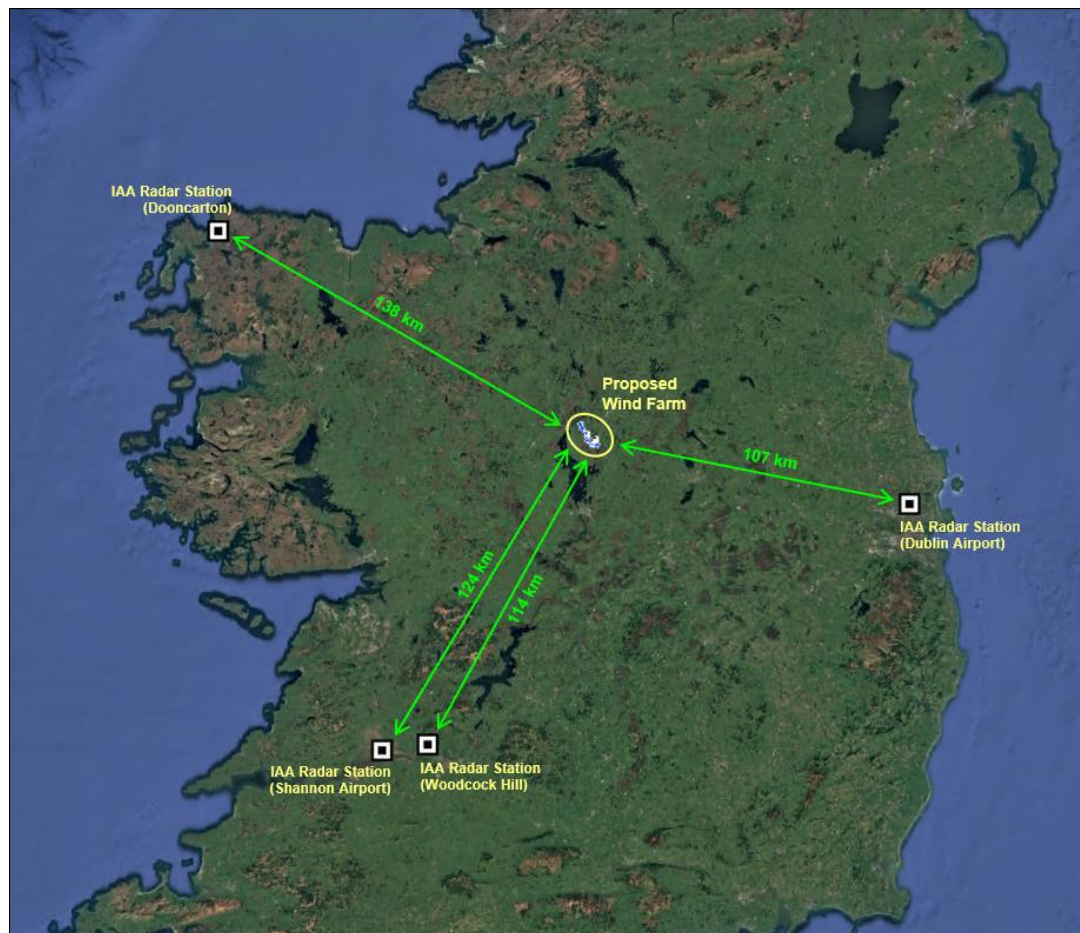 IAA Radar Station
(Dooncarton)
138 km
Proposed
Wind Farm
107 km
IAA Radar Station
(Dublin Airport)
124 km
114 km
IAA Radar Station
(Shannon Airport)
IAA Radar Station
(Woodcock Hill)